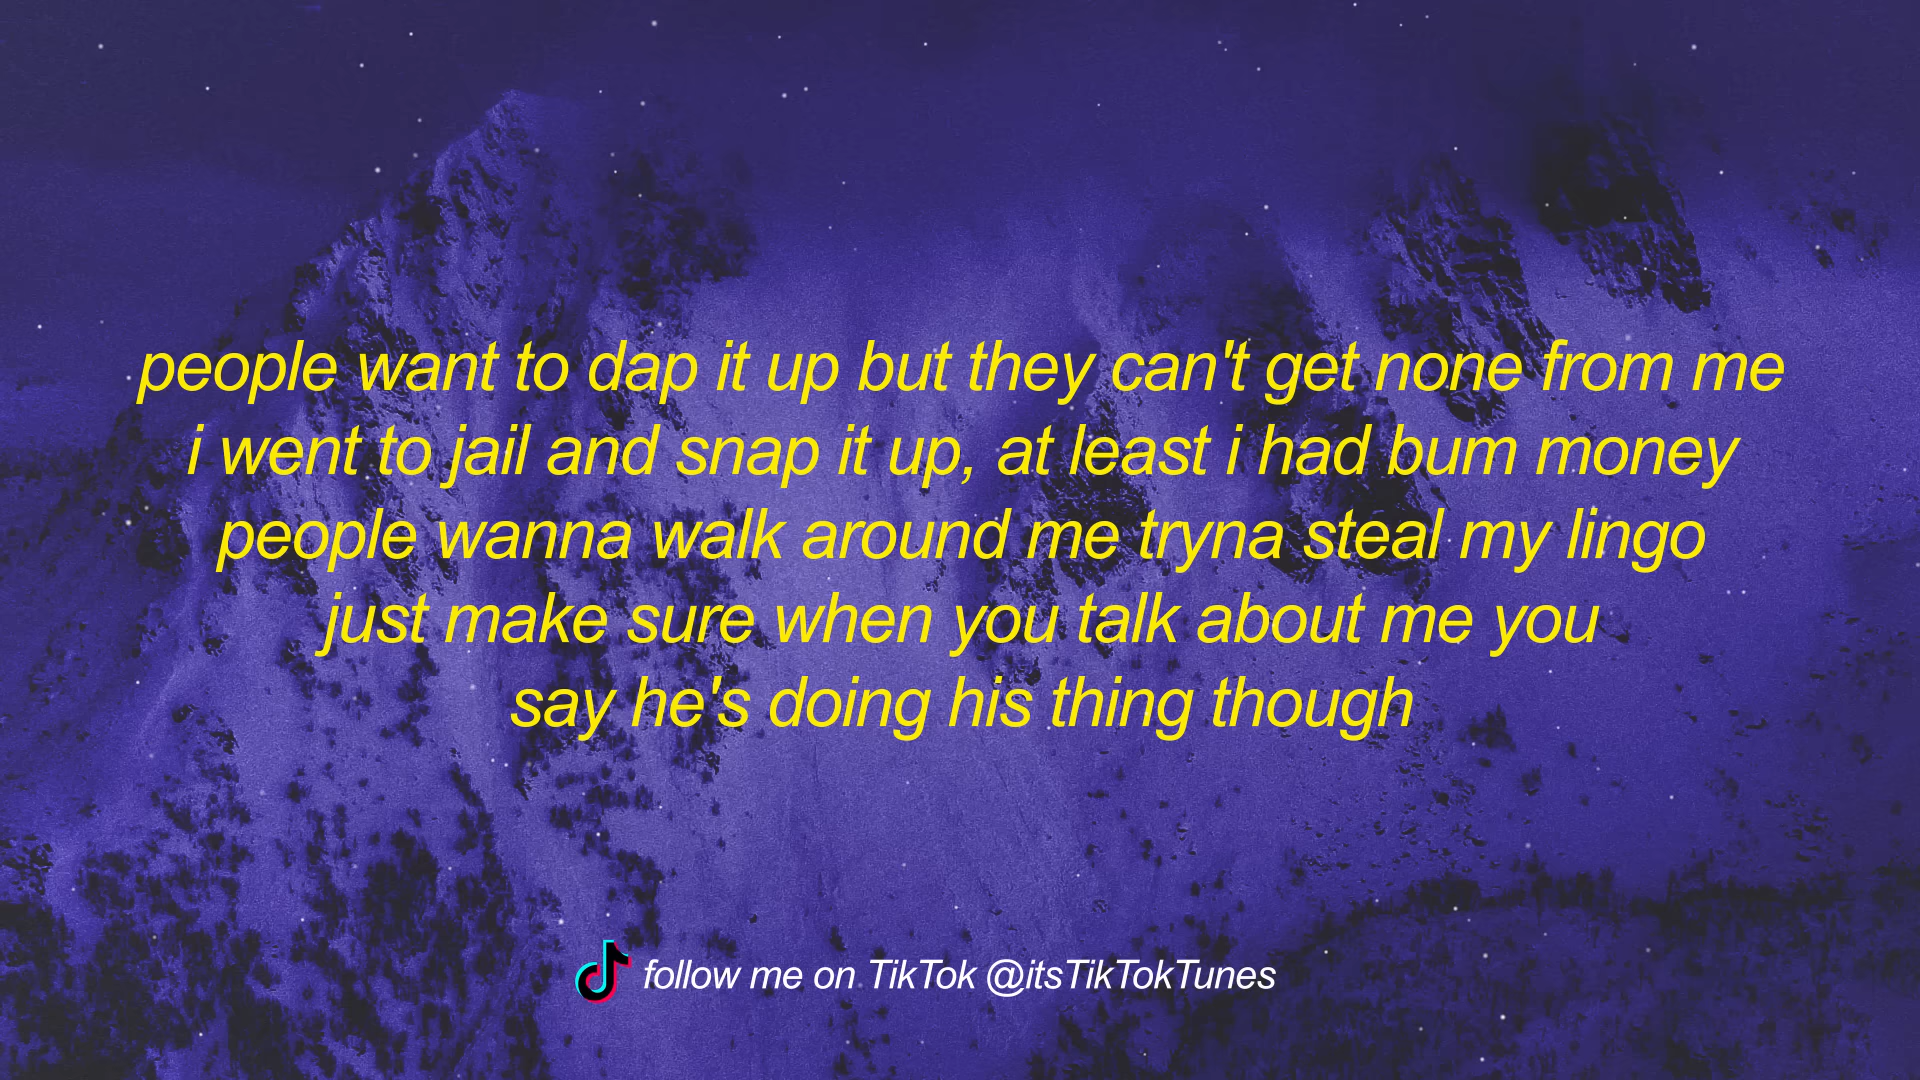 people want to dap it up but they can't get none from me
i went to jail and snap it up, at least i had bum money
people wanna walk around me tryna steal my lingo
just make sure when you talk about me you
say he's doing his thing though
follow me on TikTok @itsTikTokTunes